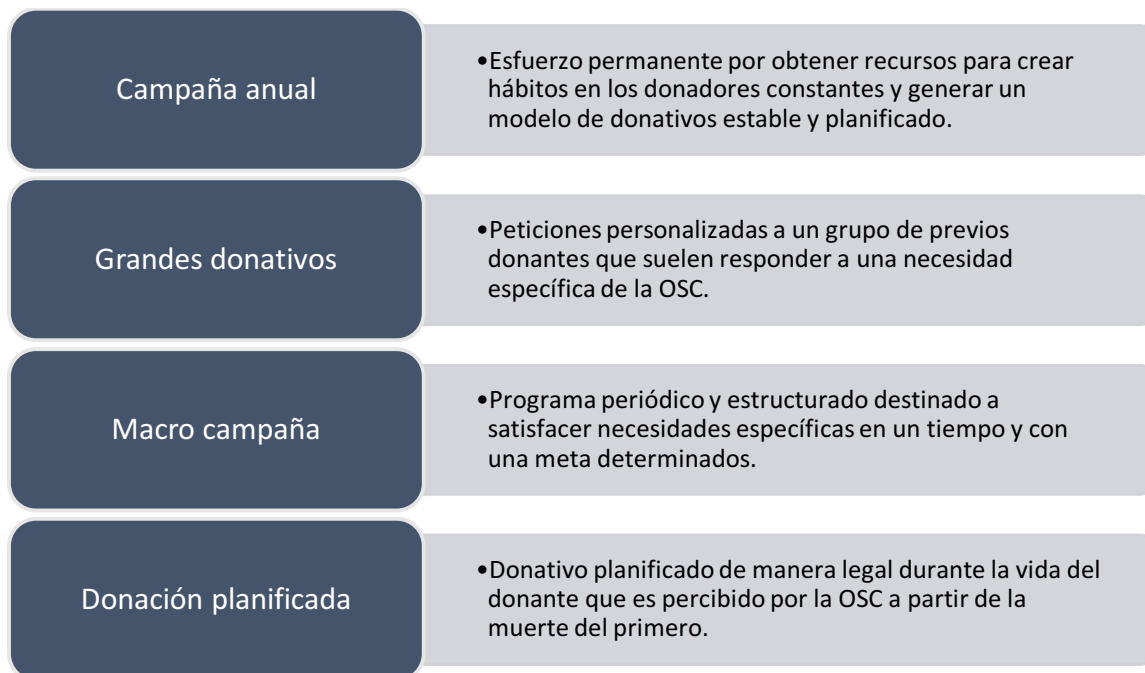 Campaña anual
•Esfuerzo permanente por obtener recursos para crear
hábitos en los donadores constantes y generar un
modelo de donativos estable y planificado.
Grandes donativos
•Peticiones personalizadas a un grupo de previos
donantes que suelen responder a una necesidad
específica de la OSC.
Macro campaña
•Programa periódico y estructurado destinado a
satisfacer necesidades específicas en un tiempo y con
una meta determinados.
Donación planificada
•Donativo planificado de manera legal durante la vida del
donante que es percibido por la OSC a partir de la
muerte del primero.